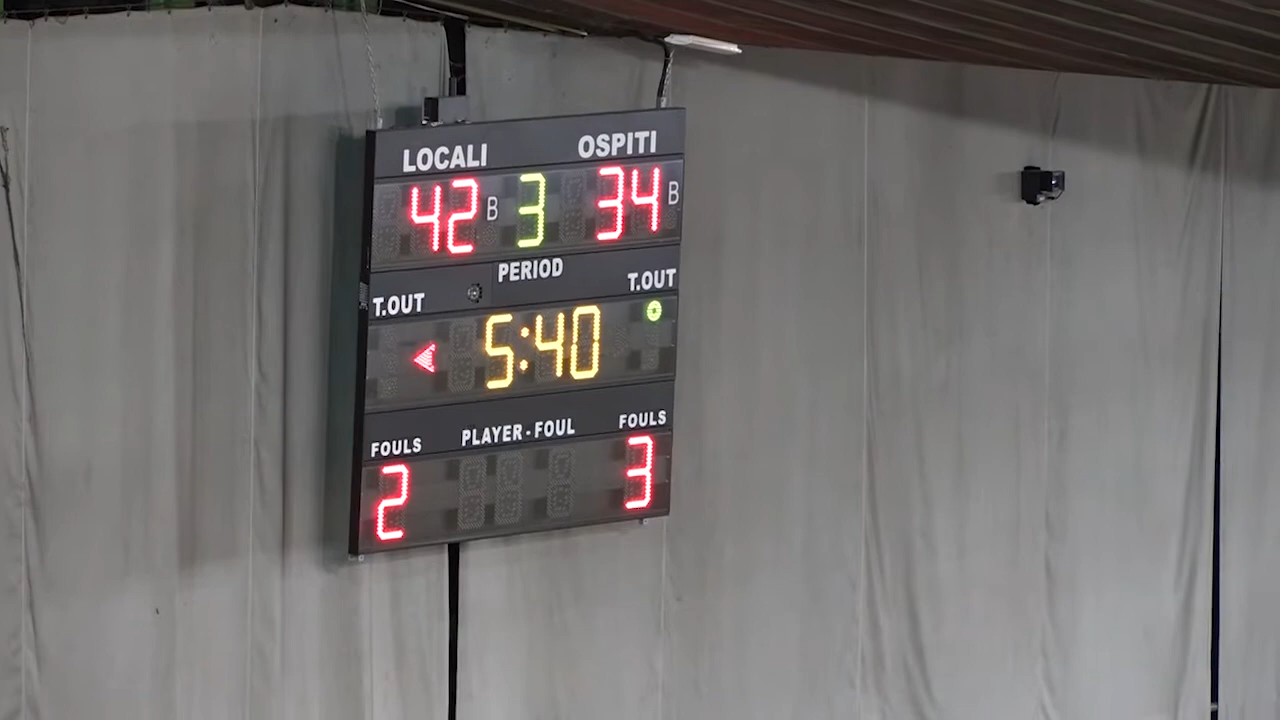 LOCALI OSPITI
42 B 3 34 B
PERIOD
T.OUT T.OUT
5:40
FOULS PLAYER-FOUL FOULS
2 3